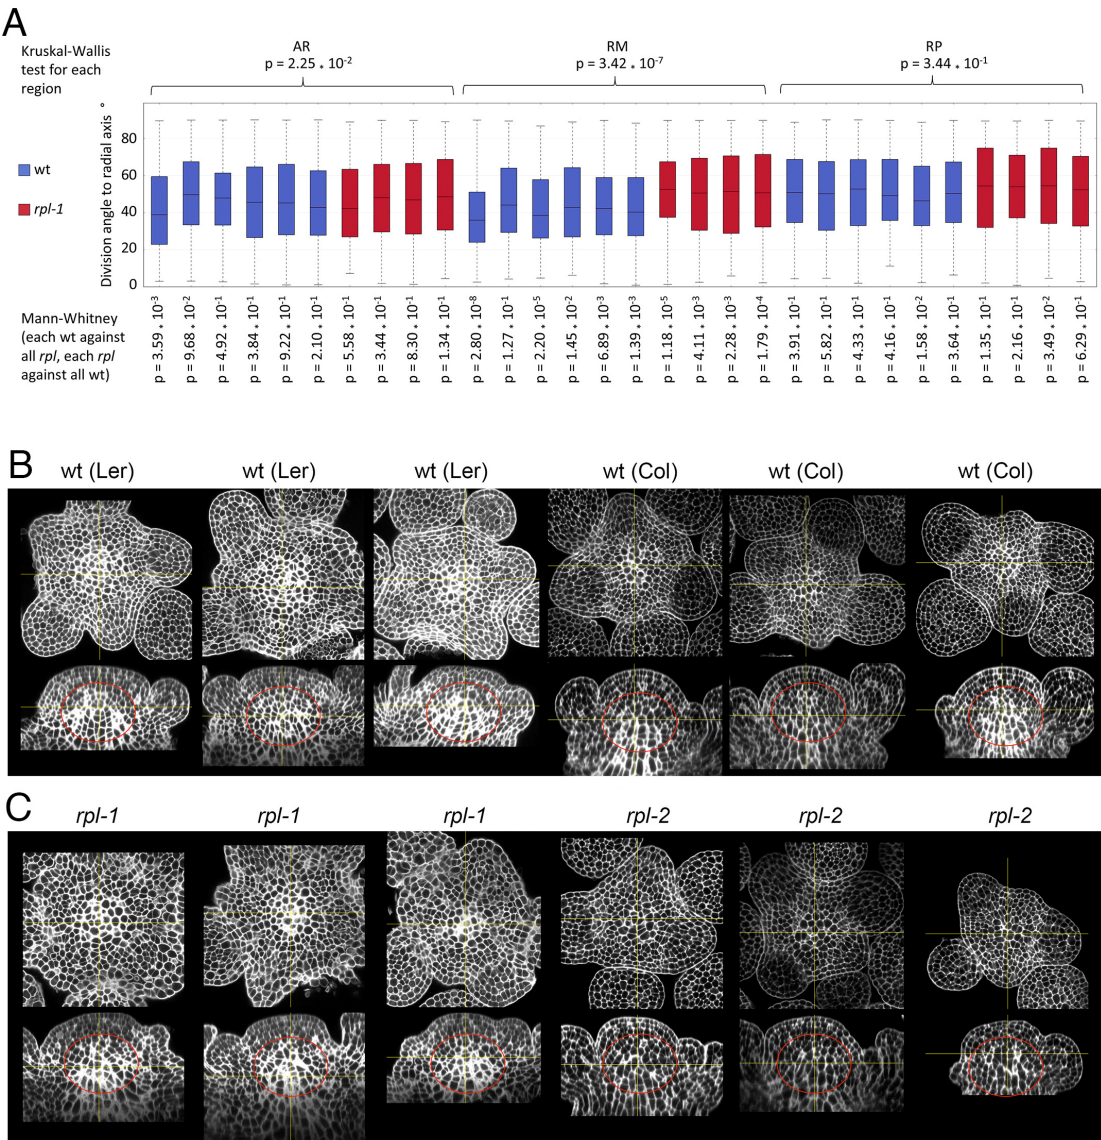 A
Kruskal-Wallis
test for each
region
AR
p = 2.25 * 10-2
RM
p = 3.42 * 10-7
RP
p = 3.44 * 10-1
wt
rpl-1
Division angle to radial axis °
80
60
40
20
0
Mann-Whitney
(each wt against
all rpl, each rpl
against all wt)
p = 3.59 * 10-3
p = 9.68 * 10-2
p = 4.92 * 10-1
p = 3.84 * 10-1
p = 9.22 * 10-1
p = 2.10 * 10-1
p = 5.58 * 10-1
p = 3.44 * 10-1
p = 8.30 * 10-1
p = 1.34 * 10-1
p = 2.80 * 10-8
p = 1.27 * 10-1
p = 2.20 * 10-5
p = 1.45 * 10-2
p = 6.89 * 10-3
p = 1.39 * 10-3
p = 1.18 * 10-5
p = 4.11 * 10-3
p = 2.28 * 10-3
p = 1.79 * 10-4
p = 3.91 * 10-1
p = 5.82 * 10-1
p = 4.33 * 10-1
p = 4.16 * 10-1
p = 1.58 * 10-2
p = 3.64 * 10-1
p = 1.35 * 10-1
p = 2.16 * 10-1
p = 3.49 * 10-2
p = 6.29 * 10-1
B
wt (Ler) wt (Ler) wt (Ler) wt (Col) wt (Col) wt (Col)
C
rpl-1 rpl-1 rpl-1 rpl-2 rpl-2 rpl-2